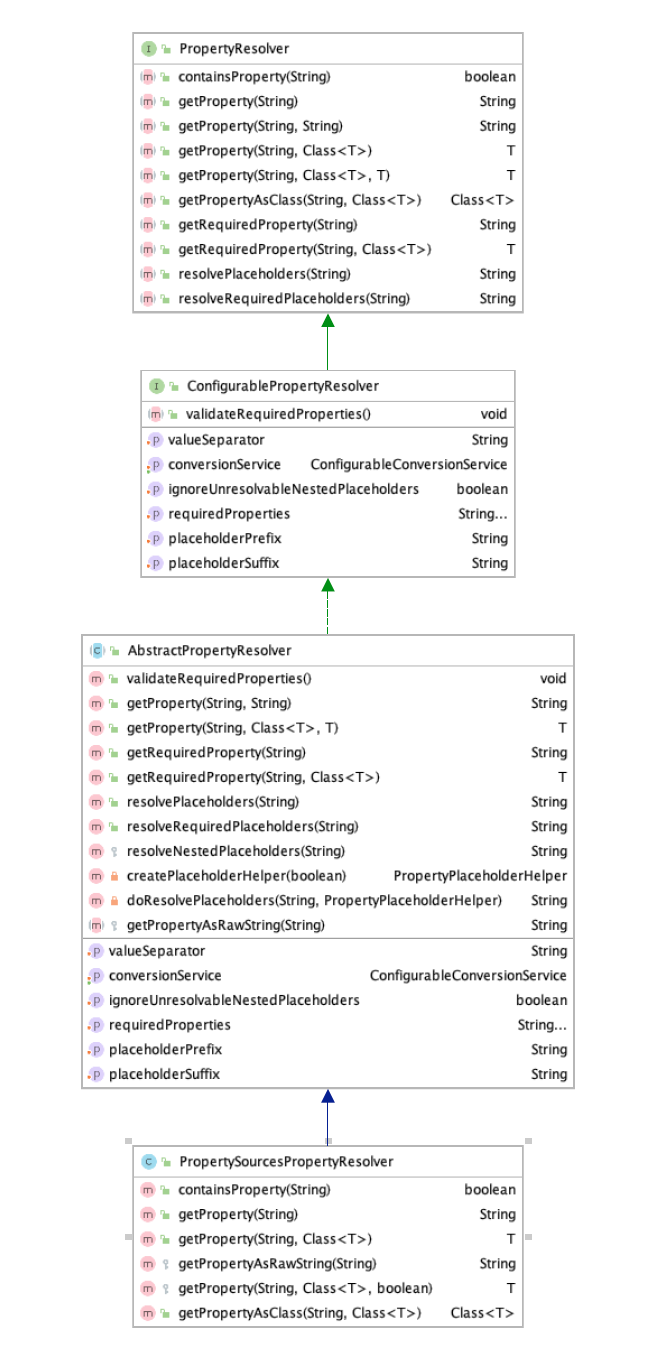 PropertyResolver
containsProperty(String) boolean
getProperty(String) String
getProperty(String, String) String
getProperty(String, Class<T>) T
getProperty(String, Class<T>, T) T
getPropertyAsClass(String, Class<T>) Class<T>
getRequiredProperty(String) String
getRequiredProperty(String, Class<T>) T
resolvePlaceholders(String) String
resolveRequiredPlaceholders(String) String
ConfigurablePropertyResolver
validateRequiredProperties() void
valueSeparator String
conversionService ConfigurableConversionService
ignoreUnresolvableNestedPlaceholders boolean
requiredProperties String...
placeholderPrefix String
placeholderSuffix String
AbstractPropertyResolver
validateRequiredProperties() void
getProperty(String, String) String
getProperty(String, Class<T>, T) T
getRequiredProperty(String) String
getRequiredProperty(String, Class<T>) T
resolvePlaceholders(String) String
resolveRequiredPlaceholders(String) String
resolveNestedPlaceholders(String) String
createPlaceholderHelper(boolean) PropertyPlaceholderHelper
doResolvePlaceholders(String, PropertyPlaceholderHelper) String
getPropertyAsRawString(String) String
valueSeparator String
conversionService ConfigurableConversionService
ignoreUnresolvableNestedPlaceholders boolean
requiredProperties String...
placeholderPrefix String
placeholderSuffix String
PropertySourcesPropertyResolver
containsProperty(String) boolean
getProperty(String) String
getProperty(String, Class<T>) T
getPropertyAsRawString(String) String
getProperty(String, Class<T>, boolean) T
getPropertyAsClass(String, Class<T>) Class<T>